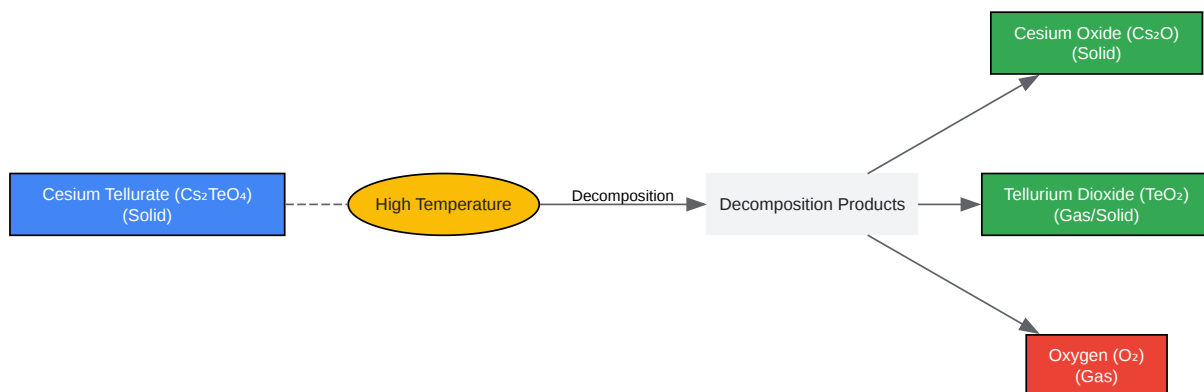 Cesium Oxide (Cs₂O)
(Solid)
Cesium Tellurate (Cs₂TeO₄)
(Solid)
High Temperature
Decomposition
Decomposition Products
Tellurium Dioxide (TeO₂)
(Gas/Solid)
Oxygen (O₂)
(Gas)